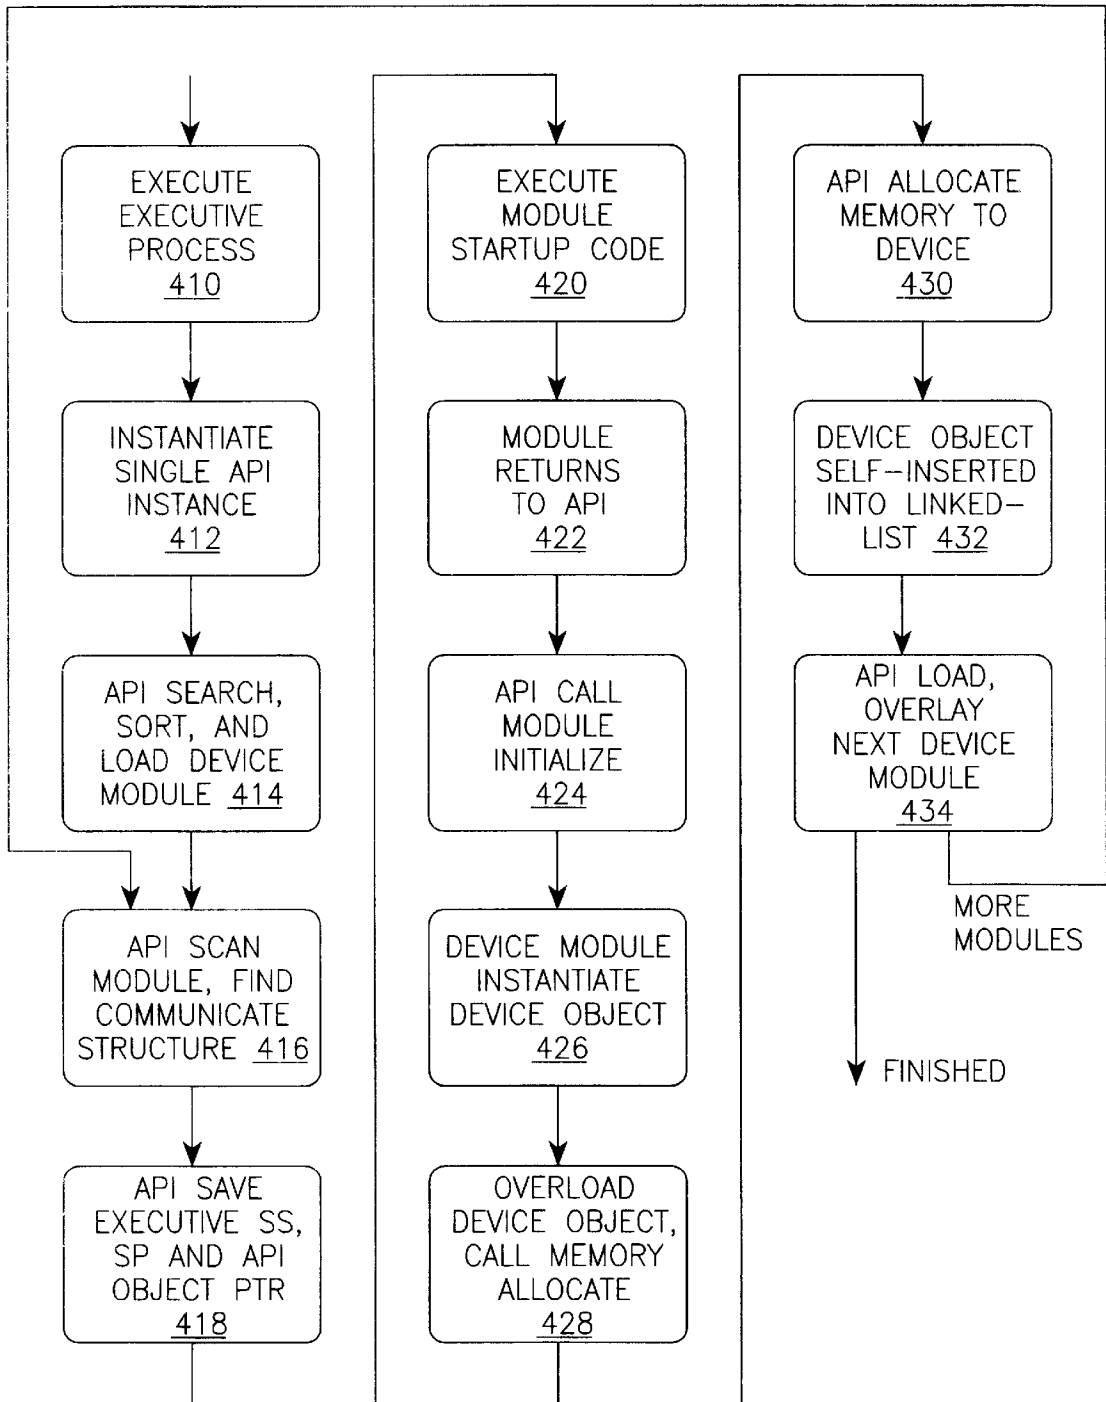 EXECUTE
EXECUTIVE
PROCESS
410
INSTANTIATE
SINGLE API
INSTANCE
412
API SEARCH,
SORT, AND
LOAD DEVICE
MODULE 414
API SCAN
MODULE, FIND
COMMUNICATE
STRUCTURE 416
API SAVE
EXECUTIVE SS,
SP AND API
OBJECT PTR
418
EXECUTE
MODULE
STARTUP CODE
420
MODULE
RETURNS
TO API
422
API CALL
MODULE
INITIALIZE
424
DEVICE MODULE
INSTANTIATE
DEVICE OBJECT
426
OVERLOAD
DEVICE OBJECT,
CALL MEMORY
ALLOCATE
428
API ALLOCATE
MEMORY TO
DEVICE
430
DEVICE OBJECT
SELF-INSERTED
INTO LINKED-
LIST 432
API LOAD,
OVERLAY
NEXT DEVICE
MODULE
434
MORE
MODULES
FINISHED